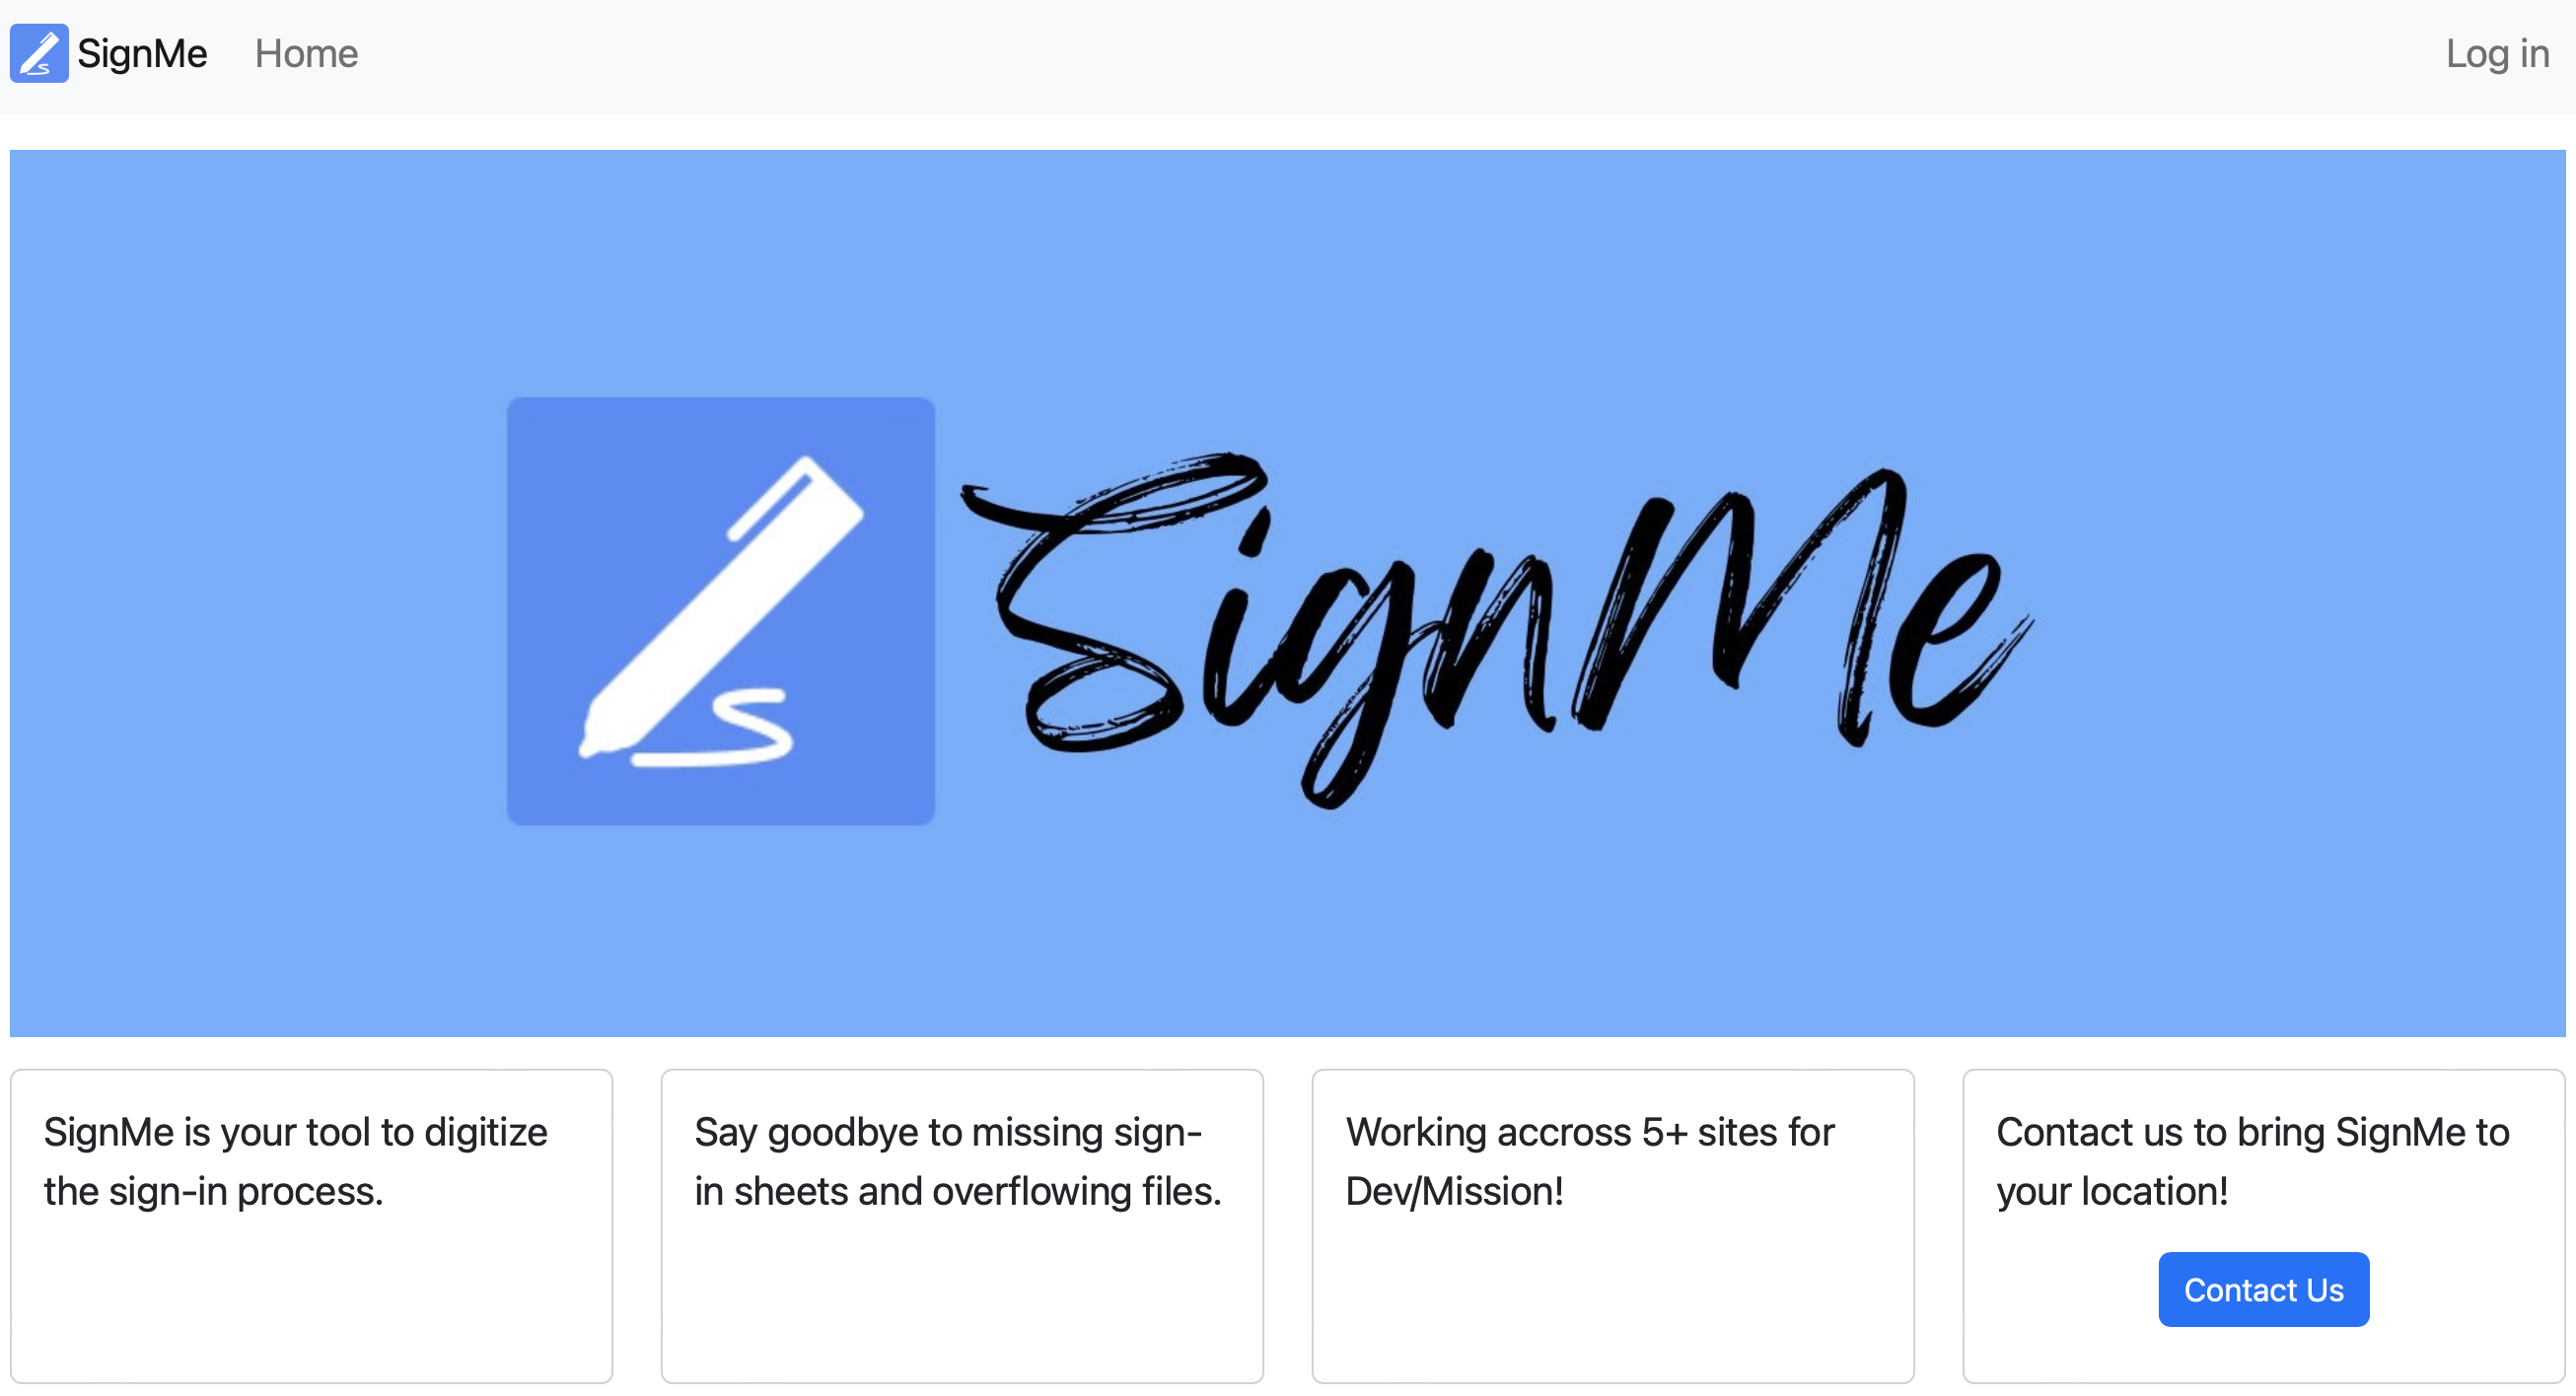 SignMe Home Log in
SignMe
SignMe is your tool to digitize
the sign-in process.
Say goodbye to missing sign-
in sheets and overflowing files.
Working accross 5+ sites for
Dev/Mission!
Contact us to bring SignMe to
your location!
Contact Us